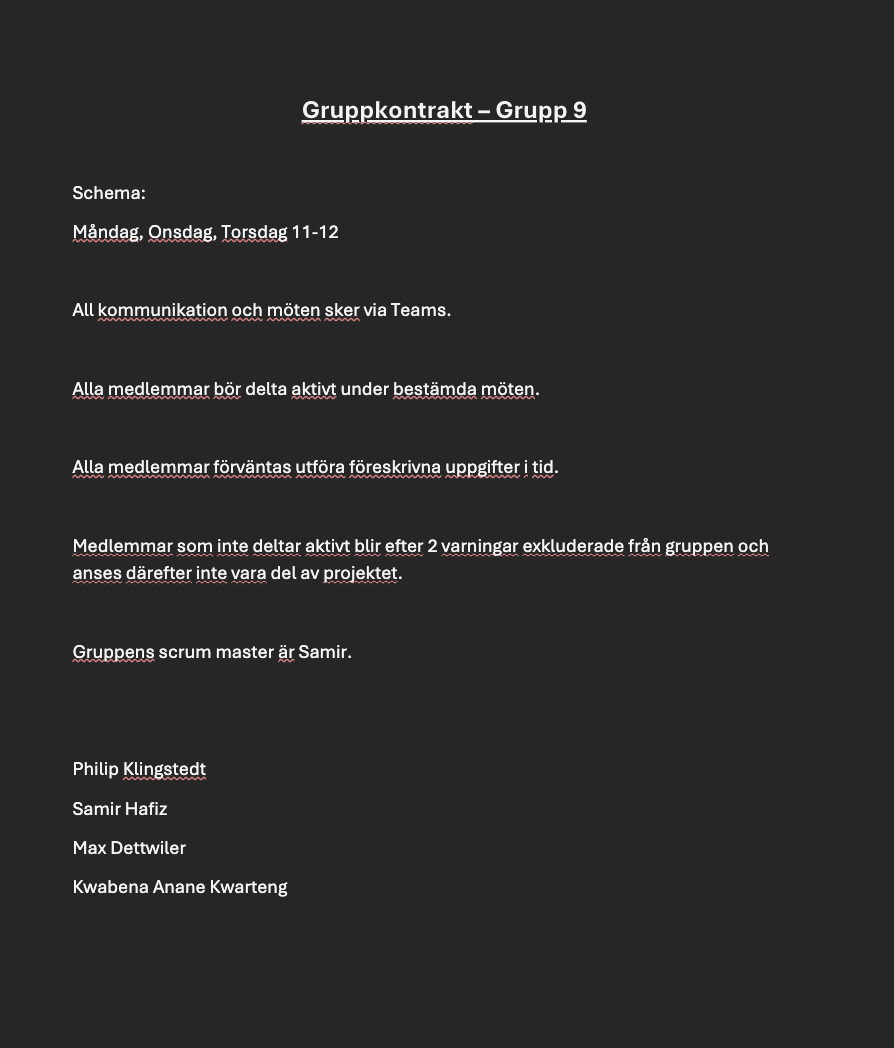 Gruppkontrakt – Grupp 9
Schema:
Måndag, Onsdag, Torsdag 11-12
All kommunikation och möten sker via Teams.
Alla medlemmar bör delta aktivt under bestämda möten.
Alla medlemmar förväntas utföra föreskrivna uppgifter i tid.
Medlemmar som inte deltar aktivt blir efter 2 varningar exkluderade från gruppen och
anses därefter inte vara del av projektet.
Gruppens scrum master är Samir.
Philip Klingstedt
Samir Hafiz
Max Dettwiler
Kwabena Anane Kwarteng